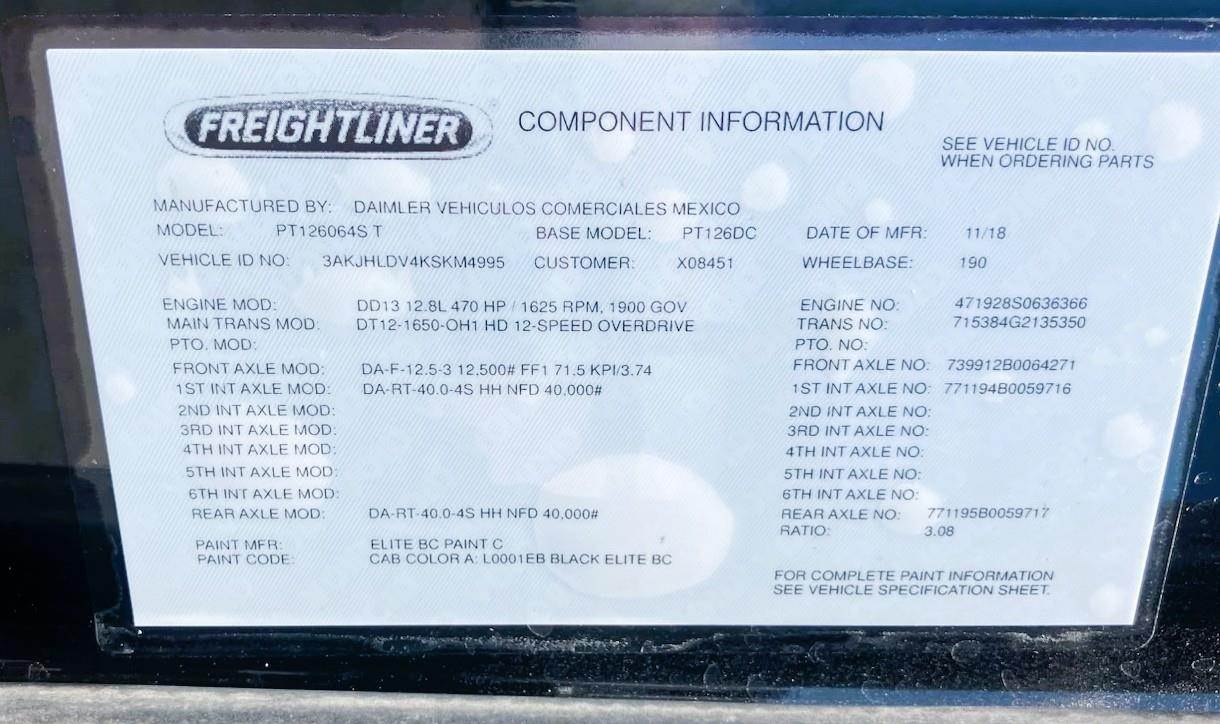 FREIGHTLINER COMPONENT INFORMATION
SEE VEHICLE ID NO.
WHEN ORDERING PARTS
MANUFACTURED BY: DAIMLER VEHICULOS COMERCIALES MEXICO
MODEL: PT126064S T BASE MODEL: PT126DC DATE OF MFR: 11/18
VEHICLE ID NO: 3AKJHLDV4KSKM4995 CUSTOMER: X08451 WHEELBASE: 190
ENGINE MOD: DD13 12.8L 470 HP / 1625 RPM, 1900 GOV ENGINE NO: 471928S0636366
MAIN TRANS MOD: DT12-1650-OH1 HD 12-SPEED OVERDRIVE TRANS NO: 715384G2135350
PTO. MOD: PTO. NO:
FRONT AXLE MOD: DA-F-12.5-3 12,500# FF1 71.5 KPI/3.74 FRONT AXLE NO: 739912B0064271
1ST INT AXLE MOD: DA-RT-40.0-4S HH NFD 40,000# 1ST INT AXLE NO: 771194B0059716
2ND INT AXLE MOD: 2ND INT AXLE NO:
3RD INT AXLE MOD: 3RD INT AXLE NO:
4TH INT AXLE MOD: 4TH INT AXLE NO:
5TH INT AXLE MOD: 5TH INT AXLE NO:
6TH INT AXLE MOD: 6TH INT AXLE NO:
REAR AXLE MOD: DA-RT-40.0-4S HH NFD 40,000# REAR AXLE NO: 771195B0059717
RATIO: 3.08
PAINT MFR: ELITE BC PAINT C
PAINT CODE: CAB COLOR A: L0001EB BLACK ELITE BC
FOR COMPLETE PAINT INFORMATION
SEE VEHICLE SPECIFICATION SHEET.